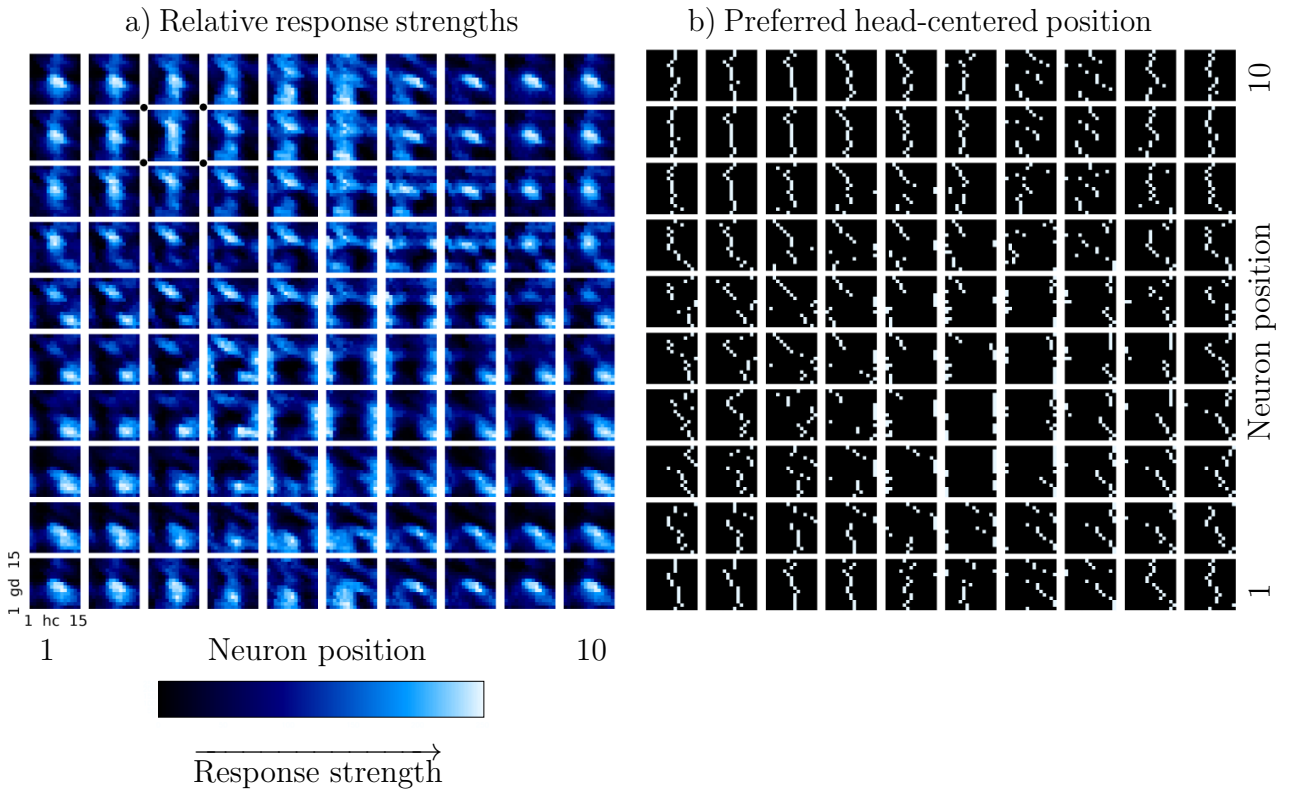 a) Relative response strengths
b) Preferred head-centered position
10
Neuron position
1
1 gd 15
1 hc 15
1
Neuron position
10
Response strength